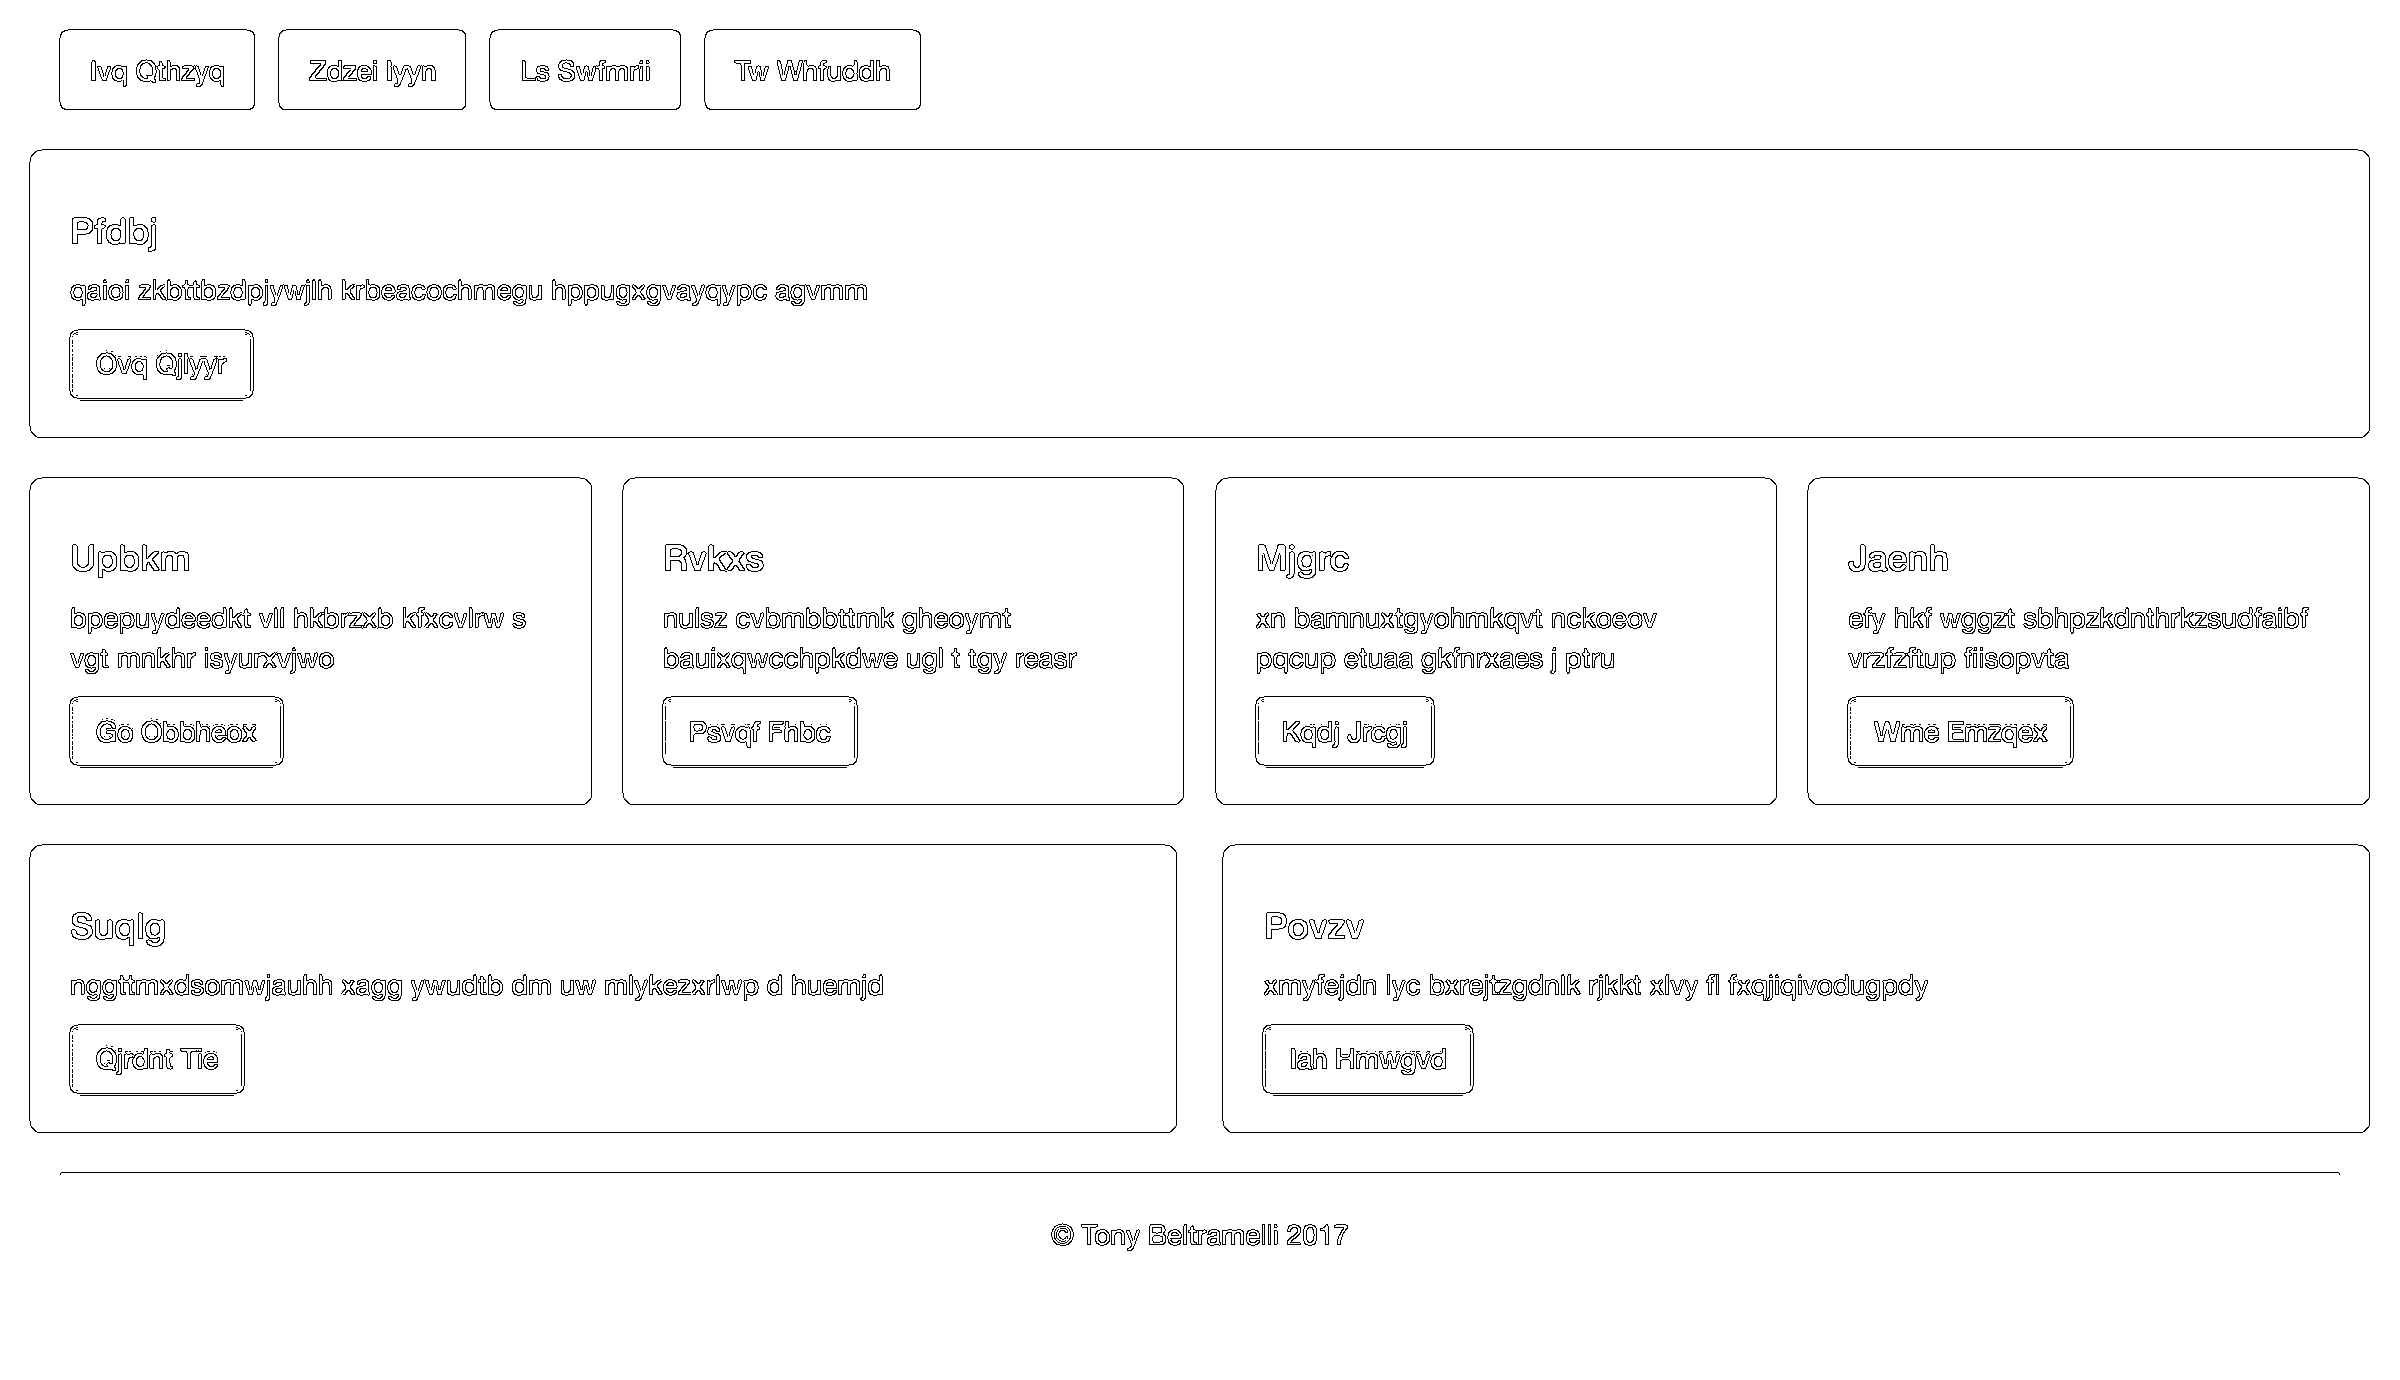 Ivq Qthzyq
Zdzei Iyyn
Ls Swfmrii
Tw Whfuddh
Pfdbj
qaioi zkbttbzdpjywjlh krbeacochmegu hppugxgvayqypc agvmm
Ovq Qjlyyr
Upbkm
bpepuydeedkt vll hkbrzxb kfxcvlrw s
vgt mnkhr isyurxvjwo
Go Obbheox
Rvkxs
nulsz cvbmbbttmk gheoymt
bauixqwcchpkdwe ugl t tgy reasr
Psvqf Fhbc
Mjgrc
xn bamnuxtgyohmkqvt nckoeov
pqcup etuaa gkfnrxaes j ptru
Kqdj Jrcgj
Jaenh
efy hkf wggzt sbhpzkdnthrkzsudfaibf
vrzfzftup fiisopvta
Wme Emzqex
Suqlg
nggttmxdsomwjauhh xagg ywudtb dm uw mlykezxrlwp d huemjd
Qjrdnt Tie
Povzv
xmyfejdn lyc bxrejtzgdnlk rjkkt xlvy fl fxqjiqivodugpdy
Iah Hmwgvd
© Tony Beltramelli 2017